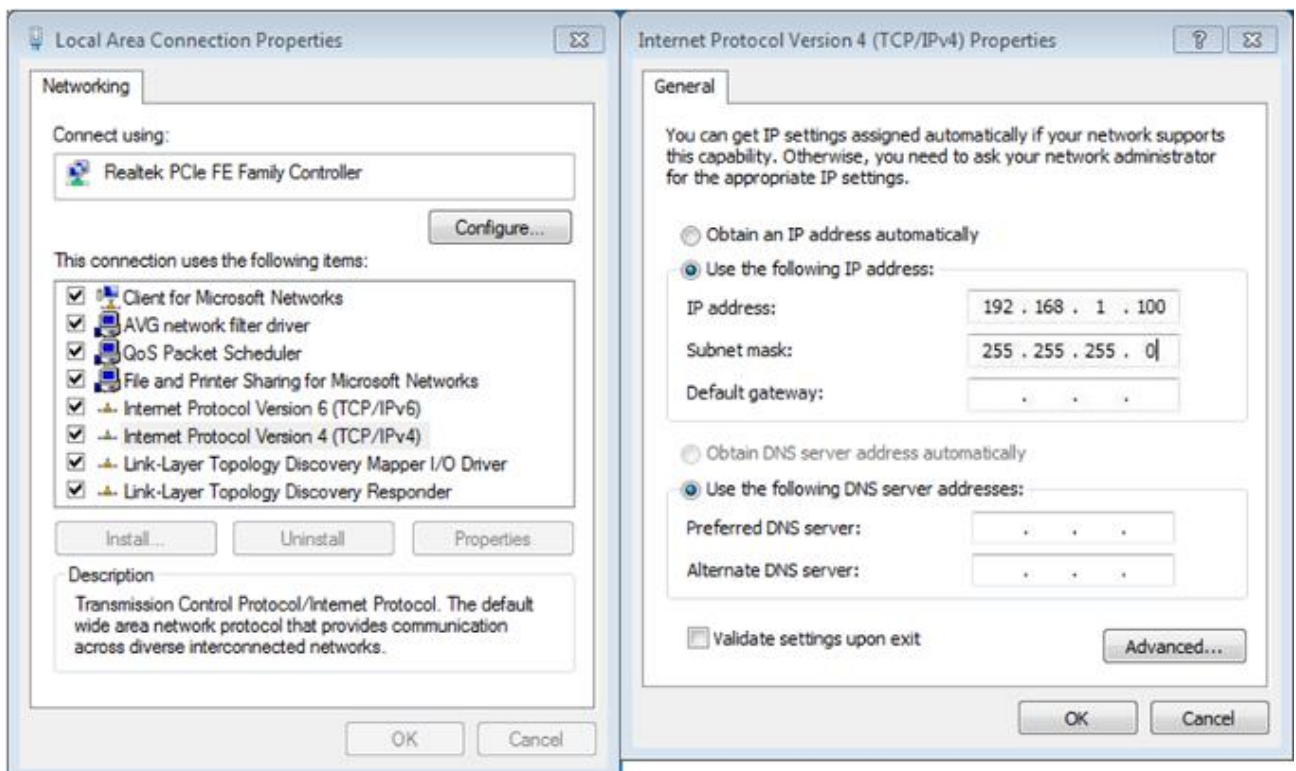 Local Area Connection Properties
Networking
Connect using:
Realtek PCIe FE Family Controller
Configure...
This connection uses the following items:
Client for Microsoft Networks
AVG network filter driver
QoS Packet Scheduler
File and Printer Sharing for Microsoft Networks
Internet Protocol Version 6 (TCP/IPv6)
Internet Protocol Version 4 (TCP/IPv4)
Link-Layer Topology Discovery Mapper I/O Driver
Link-Layer Topology Discovery Responder
Install... Uninstall Properties
Description
Transmission Control Protocol/Internet Protocol. The default
wide area network protocol that provides communication
across diverse interconnected networks.
OK Cancel
Internet Protocol Version 4 (TCP/IPv4) Properties
General
You can get IP settings assigned automatically if your network supports
this capability. Otherwise, you need to ask your network administrator
for the appropriate IP settings.
Obtain an IP address automatically
Use the following IP address:
IP address: 192 . 168 . 1 . 100
Subnet mask: 255 . 255 . 255 . 0
Default gateway: . . .
Obtain DNS server address automatically
Use the following DNS server addresses:
Preferred DNS server: . . .
Alternate DNS server: . . .
Validate settings upon exit
Advanced...
OK Cancel